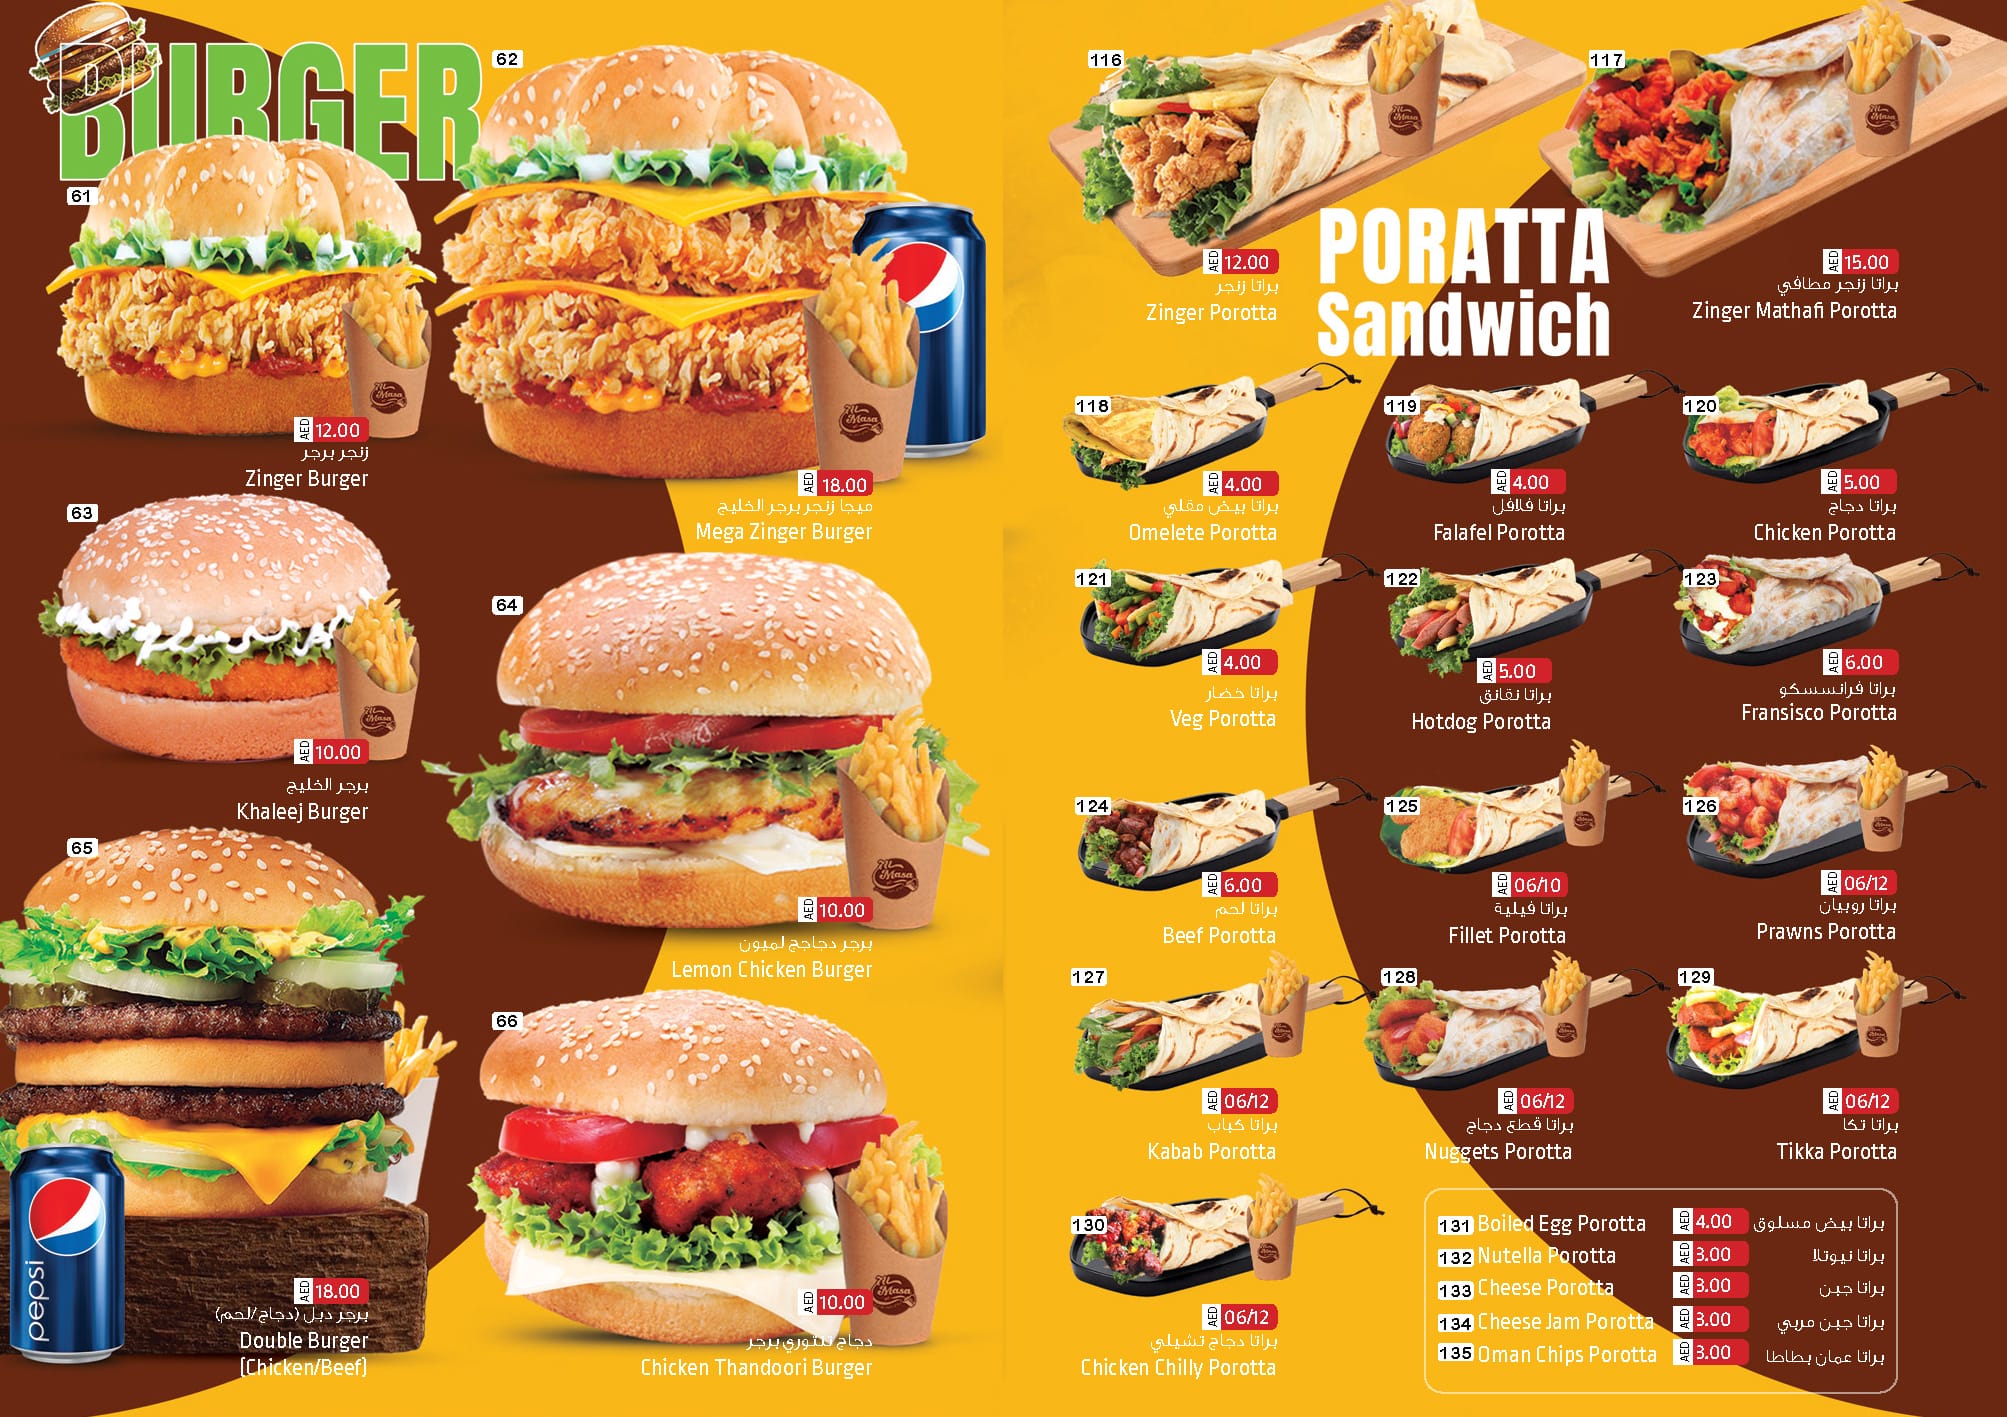 BURGER
61
AED 12.00
زنجر برجر
Zinger Burger
62
AED 18.00
ميجا زنجر برجر الخليج
Mega Zinger Burger
63
AED 10.00
برجر الخليج
Khaleej Burger
64
AED 10.00
برجر دجاجج لميون
Lemon Chicken Burger
65
pepsi
AED 18.00
برجر دبل (دجاج/لحم)
Double Burger
(Chicken/Beef)
66
AED 10.00
دجاج تلتوري برجر
Chicken Thandoori Burger
Al Masa
PORATTA
Sandwich
116
AED 12.00
براتا زنجر
Zinger Porotta
117
AED 15.00
براتا زنجر مطافي
Zinger Mathafi Porotta
118
AED 4.00
براتا بيض مقلي
Omelete Porotta
119
AED 4.00
براتا فلافل
Falafel Porotta
120
AED 5.00
براتا دجاج
Chicken Porotta
121
AED 4.00
براتا خضار
Veg Porotta
122
AED 5.00
براتا نقانق
Hotdog Porotta
123
AED 6.00
براتا فرانسسكو
Fransisco Porotta
124
AED 6.00
براتا لحم
Beef Porotta
125
AED 06/10
براتا فيلية
Fillet Porotta
126
AED 06/12
براتا روبيان
Prawns Porotta
127
AED 06/12
براتا كباب
Kabab Porotta
128
AED 06/12
براتا قطع دجاج
Nuggets Porotta
129
AED 06/12
براتا تكا
Tikka Porotta
130
AED 06/12
براتا دجاج تشيلي
Chicken Chilly Porotta
131 Boiled Egg Porotta AED 4.00 براتا بيض مسلوق
132 Nutella Porotta AED 3.00 براتا نيوتلا
133 Cheese Porotta AED 3.00 براتا جبن
134 Cheese Jam Porotta AED 3.00 براتا جبن مربي
135 Oman Chips Porotta AED 3.00 براتا عمان بطاطا